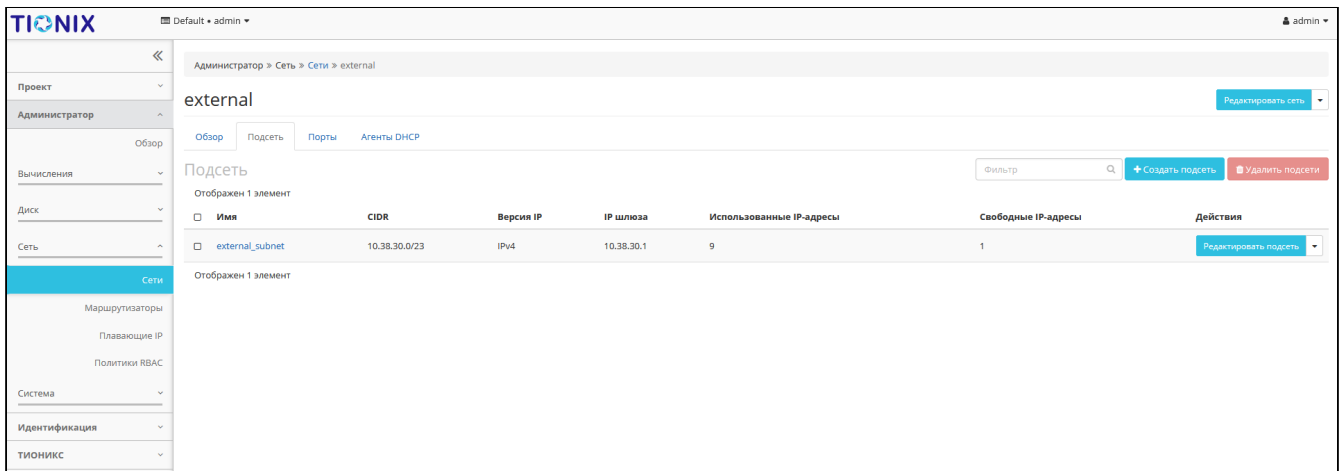 TIONIX
Default • admin
admin
Администратор » Сеть » Сети » external
Проект
Администратор
Обзор
Вычисления
Диск
Сеть
Сети
Маршрутизаторы
Плавающие IP
Политики RBAC
Система
Идентификация
ТИОНИКС
external
Редактировать сеть
Обзор Подсеть Порты Агенты DHCP
Подсеть
Фильтр
Создать подсеть
Удалить подсети
Отображен 1 элемент
Имя CIDR Версия IP IP шлюза Использованные IP-адресы Свободные IP-адресы Действия
external_subnet 10.38.30.0/23 IPv4 10.38.30.1 9 1 Редактировать подсеть
Отображен 1 элемент